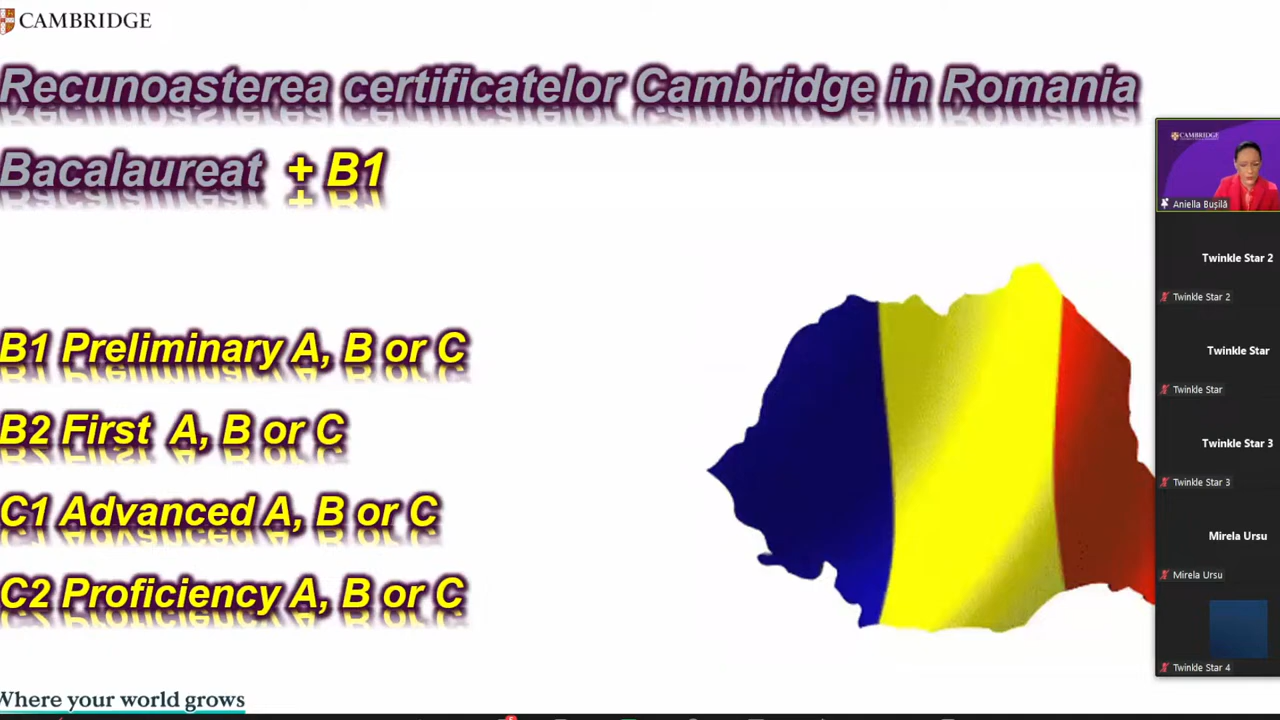 CAMBRIDGE
Recunoasterea certificatelor Cambridge in Romania
Bacalaureat + B1
B1 Preliminary A, B or C
B2 First A, B or C
C1 Advanced A, B or C
C2 Proficiency A, B or C
Where your world grows
CAMBRIDGE
Aniella Bușilă
Twinkle Star 2
Twinkle Star 2
Twinkle Star
Twinkle Star
Twinkle Star 3
Twinkle Star 3
Mirela Ursu
Mirela Ursu
Twinkle Star 4